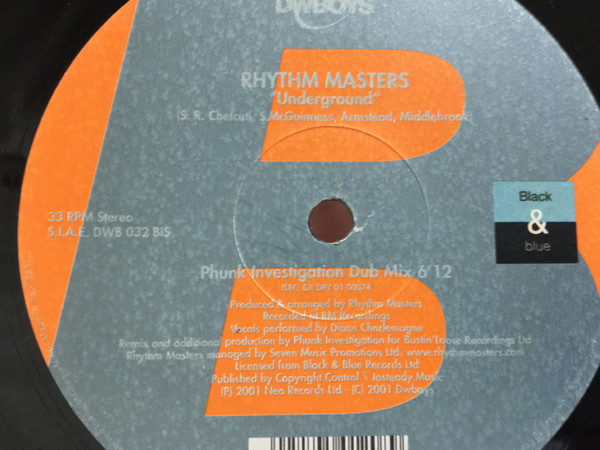 DWBOYS
RHYTHM MASTERS
"Underground"
(S. R. Chetcuti, S.McGuinness, Armstead, Middlebrook)
Black
&
blue
33 RPM Stereo
S.I.A.E. DWB 032 BIS
Phunk Investigation Dub Mix 6'12
Produced & arranged by Rhythm Masters
Recorded at RM Recordings
Vocals performed by Diane Charlemagne
Remix and additional production by Phunk Investigation for Bustin'Loose Recordings Ltd
Rhythm Masters managed by Seven Music Promotions Ltd. www.rhythmmasters.com
Licensed from Black & Blue Records Ltd
Published by Copyright Control \ Josteady Music
(P) 2001 Neo Records Ltd - (C) 2001 Dwboys